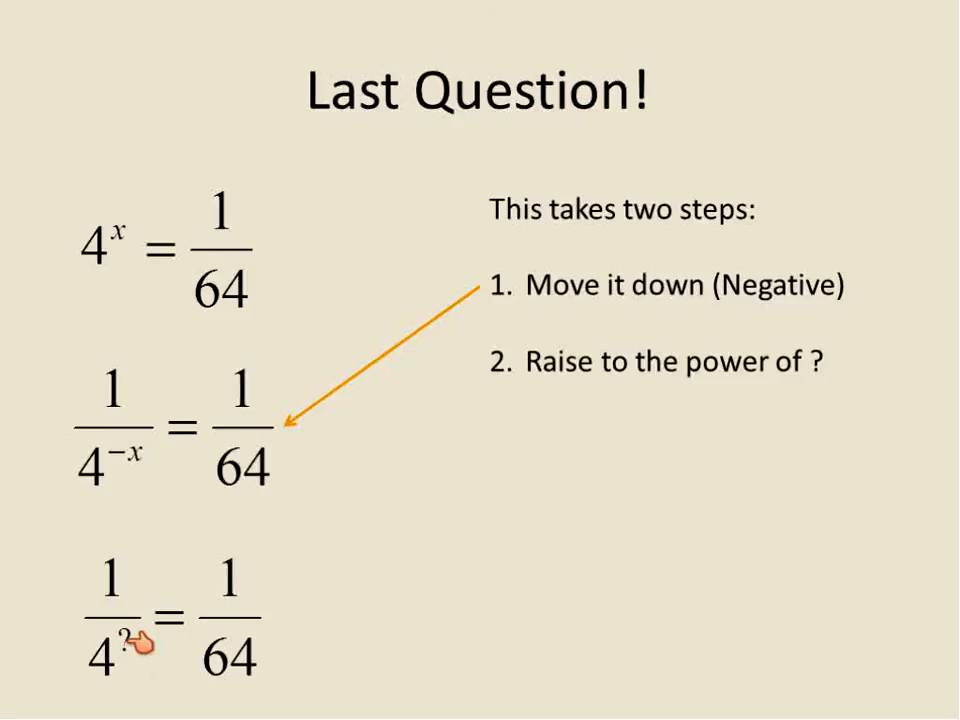 Last Question!
4^x = 1/64
This takes two steps:
1. Move it down (Negative)
2. Raise to the power of ?
1/4^−x = 1/64
1/4^? = 1/64